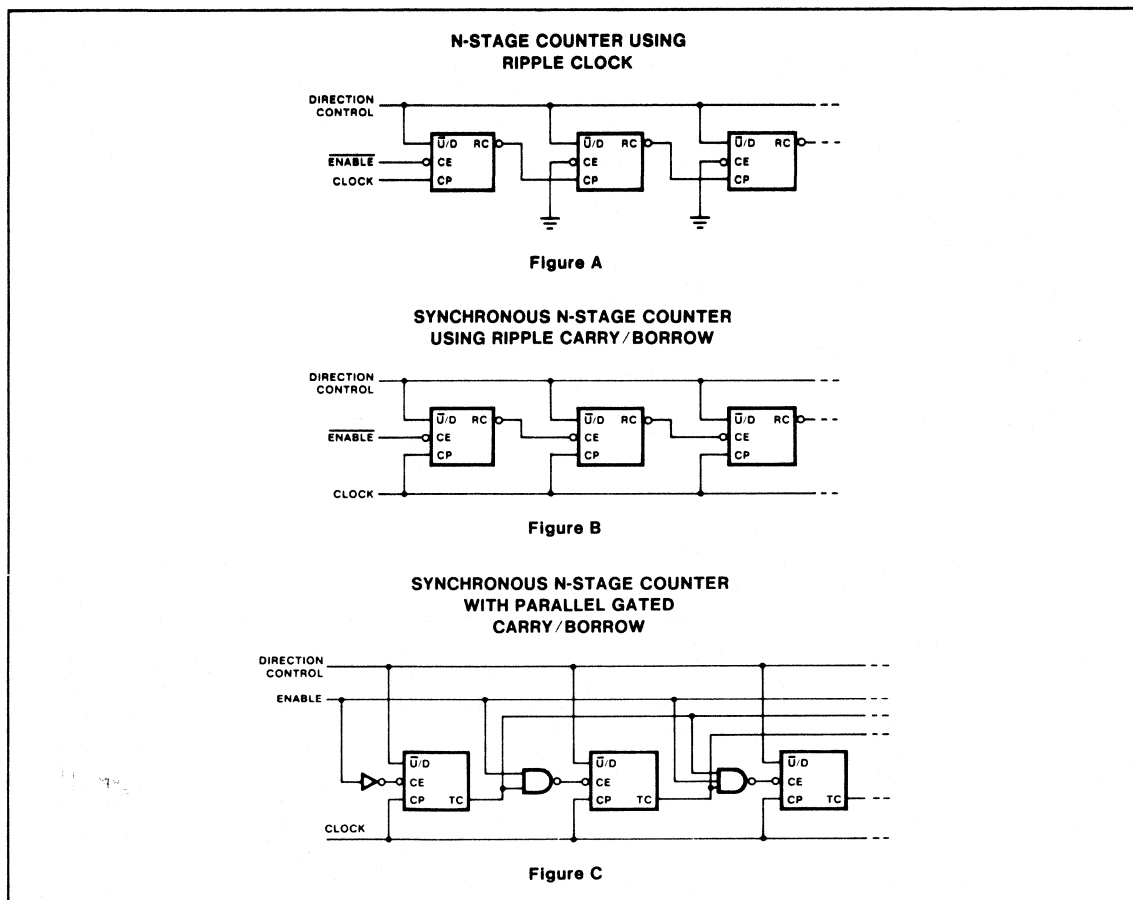 N-STAGE COUNTER USING
RIPPLE CLOCK
DIRECTION
CONTROL
U̅/D RC
U̅/D RC
U̅/D RC
E̅N̅A̅B̅L̅E̅
CE
CE
CE
CLOCK
CP
CP
CP
Figure A
SYNCHRONOUS N-STAGE COUNTER
USING RIPPLE CARRY/BORROW
DIRECTION
CONTROL
U̅/D RC
U̅/D RC
U̅/D RC
E̅N̅A̅B̅L̅E̅
CE
CE
CE
CP
CP
CP
CLOCK
Figure B
SYNCHRONOUS N-STAGE COUNTER
WITH PARALLEL GATED
CARRY/BORROW
DIRECTION
CONTROL
ENABLE
U̅/D
U̅/D
U̅/D
CE
CE
CE
CP TC
CP TC
CP TC
CLOCK
Figure C